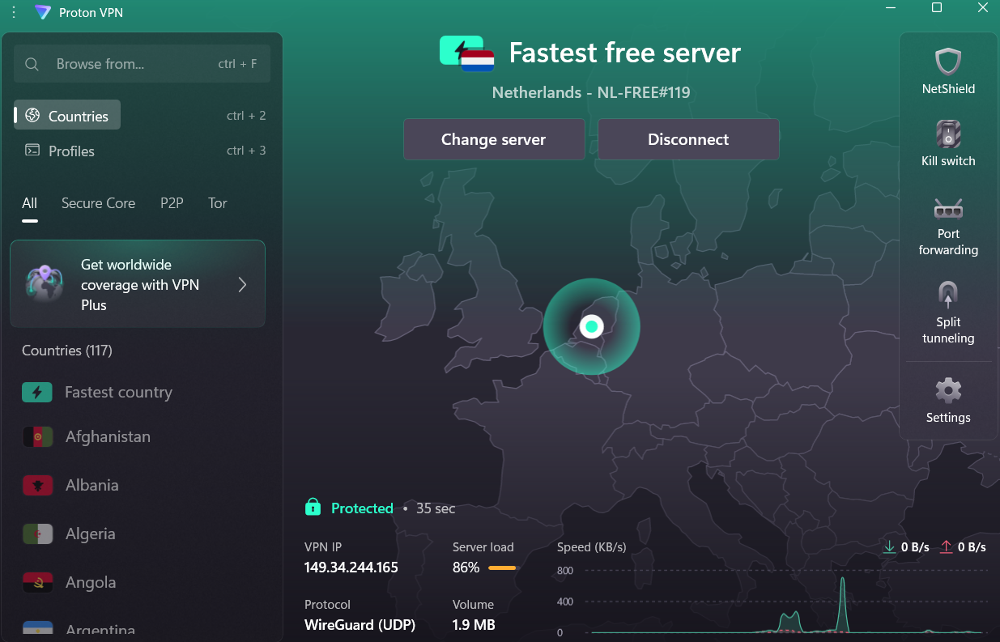 Proton VPN
Browse from...
ctrl + F
Countries
ctrl + 2
Profiles
ctrl + 3
All
Secure Core
P2P
Tor
Get worldwide
coverage with VPN
Plus
Countries (117)
Fastest country
Afghanistan
Albania
Algeria
Angola
Argentina
Fastest free server
Netherlands - NL-FREE#119
Change server
Disconnect
Protected • 35 sec
VPN IP
149.34.244.165
Server load
86%
Protocol
WireGuard (UDP)
Volume
1.9 MB
Speed (KB/s)
0 B/s
0 B/s
800
400
0
NetShield
Kill switch
Port
forwarding
Split
tunneling
Settings